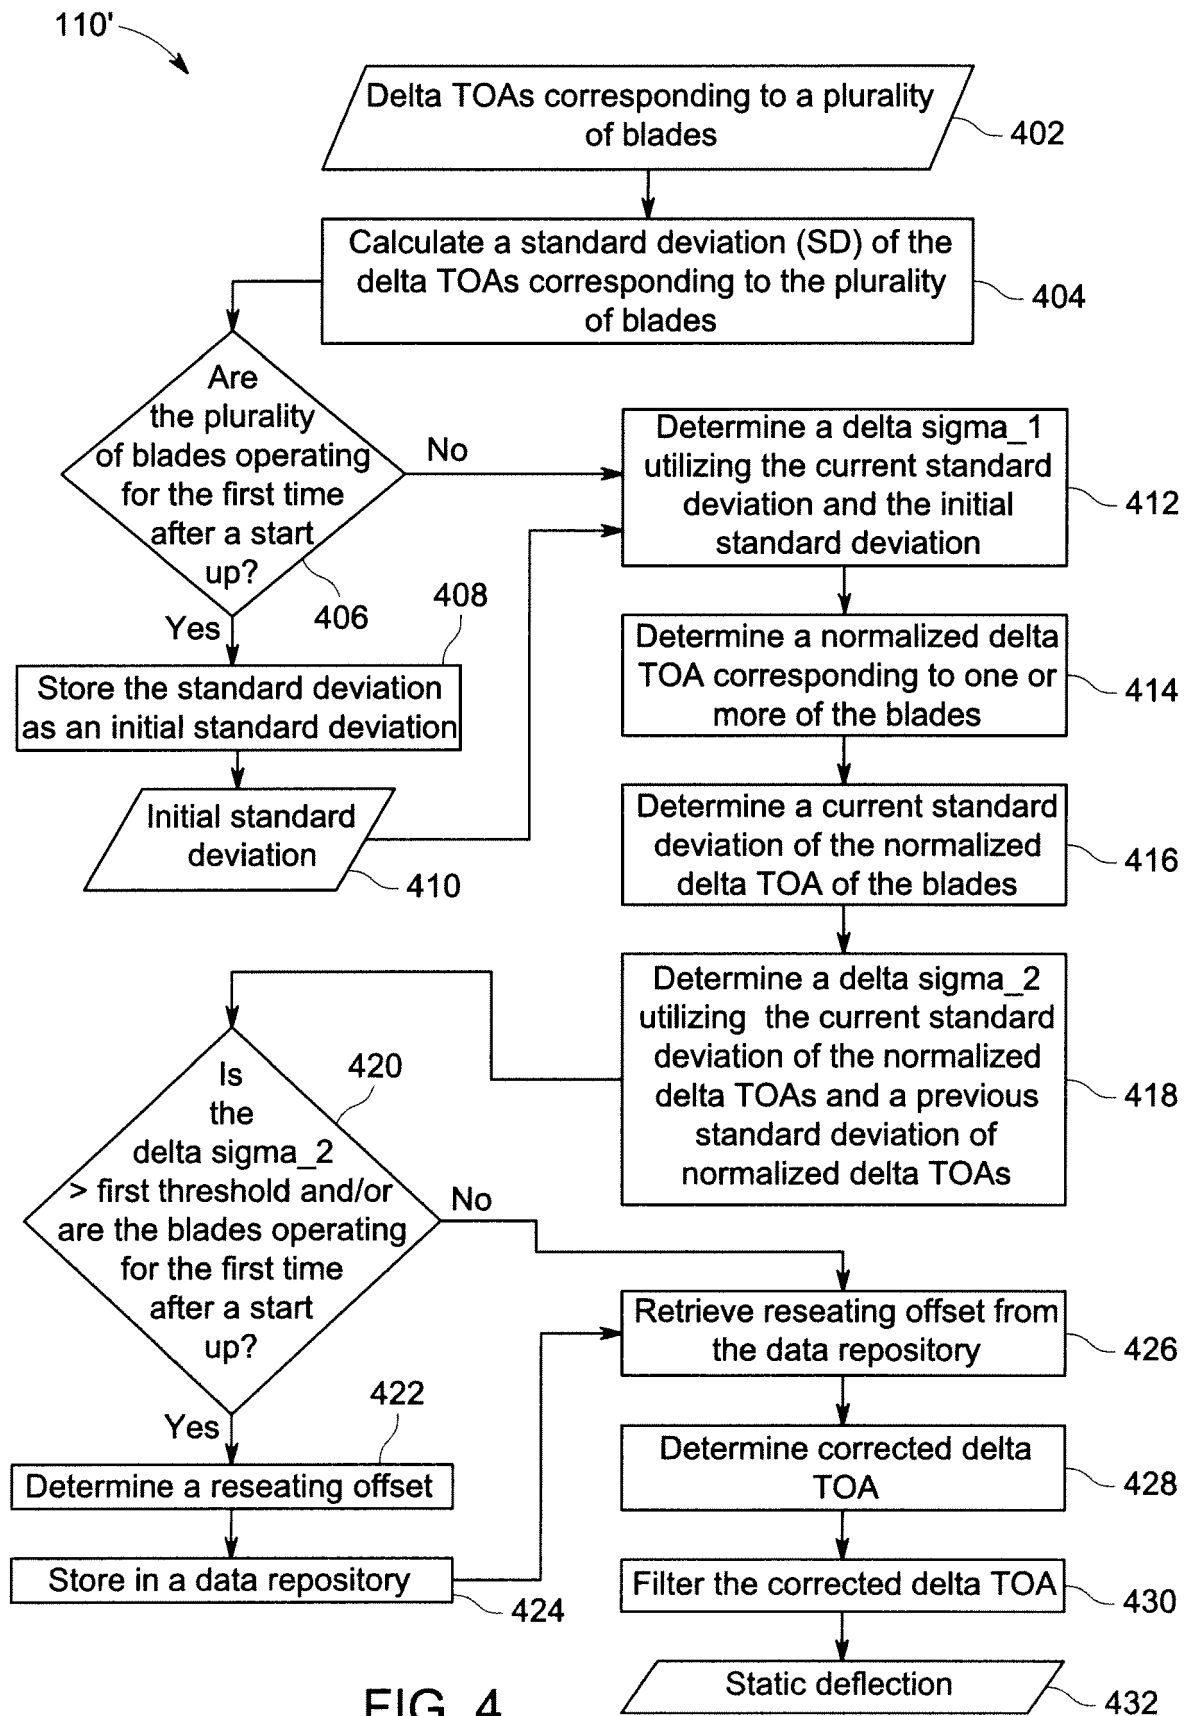 110'
Delta TOAs corresponding to a plurality
of blades
402
Calculate a standard deviation (SD) of the
delta TOAs corresponding to the plurality
of blades
404
Are
the plurality
of blades operating
for the first time
after a start
up?
406
No
Yes
408
Store the standard deviation
as an initial standard deviation
Initial standard
deviation
410
Determine a delta sigma_1
utilizing the current standard
deviation and the initial
standard deviation
412
Determine a normalized delta
TOA corresponding to one or
more of the blades
414
Determine a current standard
deviation of the normalized
delta TOA of the blades
416
Determine a delta sigma_2
utilizing the current standard
deviation of the normalized
delta TOAs and a previous
standard deviation of
normalized delta TOAs
418
Is
the
delta sigma_2
> first threshold and/or
are the blades operating
for the first time
after a start
up?
420
No
Yes
422
Determine a reseating offset
Store in a data repository
424
Retrieve reseating offset from
the data repository
426
Determine corrected delta
TOA
428
Filter the corrected delta TOA
430
Static deflection
432
FIG. 4